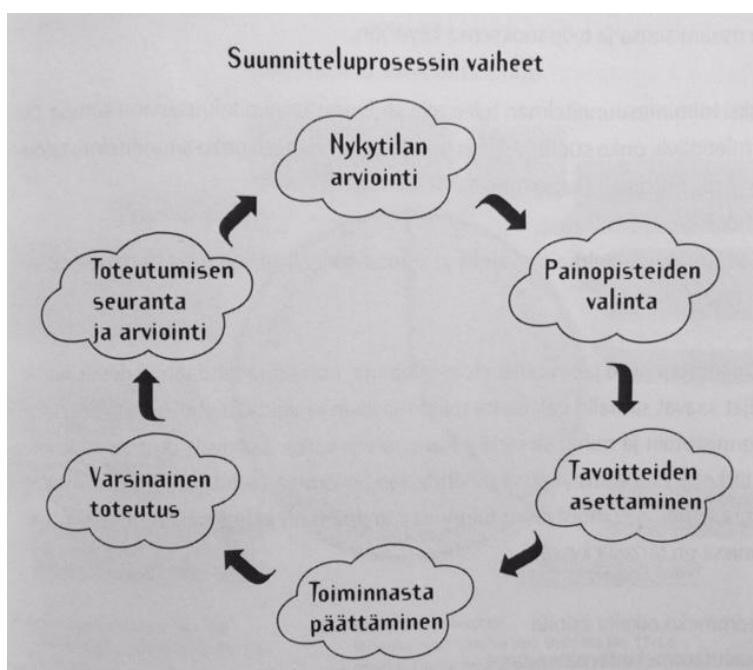 Suunnitteluprosessin vaiheet
Nykytilan
arviointi
Painopisteiden
valinta
Tavoitteiden
asettaminen
Toiminnasta
päättäminen
Varsinainen
toteutus
Toteutumisen
seuranta
ja arviointi